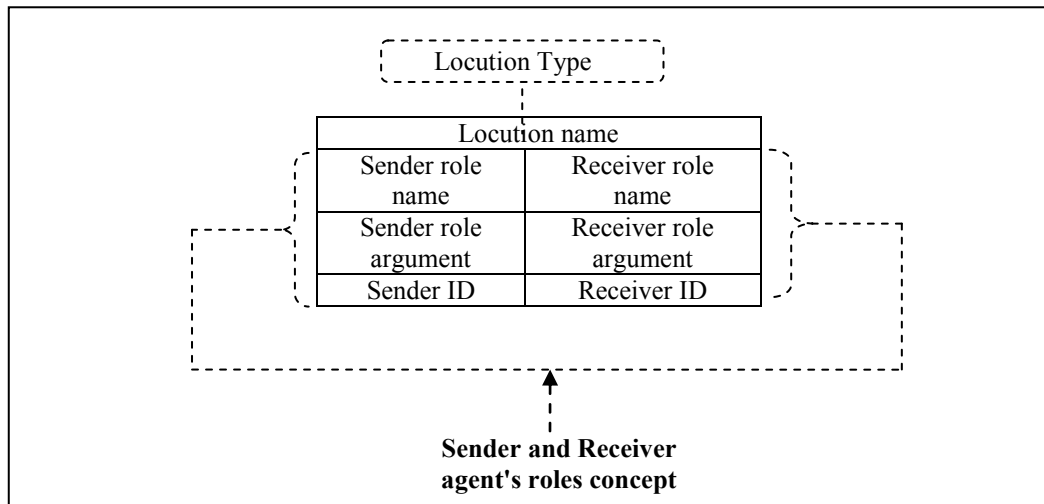 Locution Type
Locution name
Sender role name
Receiver role name
Sender role argument
Receiver role argument
Sender ID
Receiver ID
Sender and Receiver
agent's roles concept